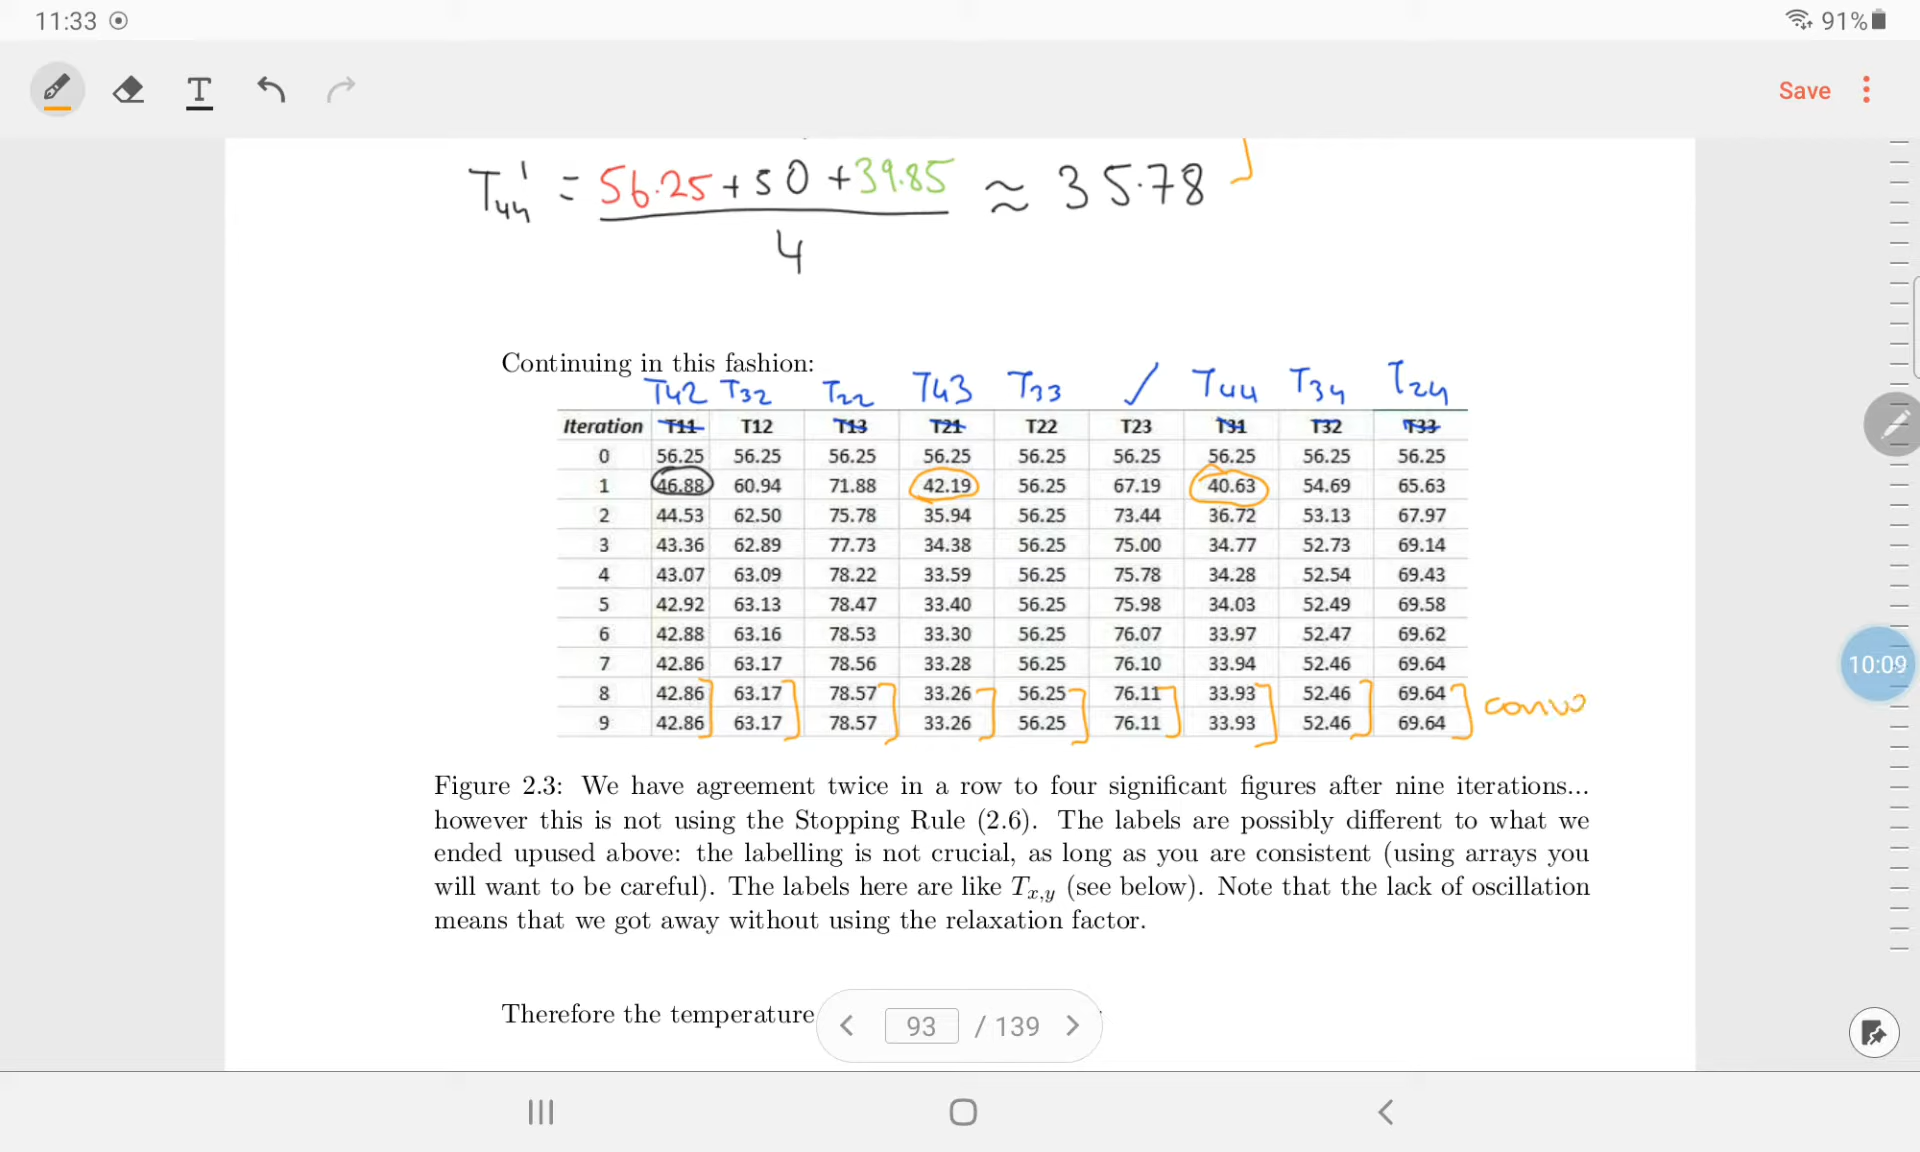 11:33 91%
T Save
T₄₄¹ = 56.25 + 50 + 39.85 ≈ 35.78
4
Continuing in this fashion:
T42 T32 T22 T43 T33 ✓ T44 T34 T24
Iteration T11 T12 T13 T21 T22 T23 T31 T32 T33
0 56.25 56.25 56.25 56.25 56.25 56.25 56.25 56.25 56.25
1 46.88 60.94 71.88 42.19 56.25 67.19 40.63 54.69 65.63
2 44.53 62.50 75.78 35.94 56.25 73.44 36.72 53.13 67.97
3 43.36 62.89 77.73 34.38 56.25 75.00 34.77 52.73 69.14
4 43.07 63.09 78.22 33.59 56.25 75.78 34.28 52.54 69.43
5 42.92 63.13 78.47 33.40 56.25 75.98 34.03 52.49 69.58
6 42.88 63.16 78.53 33.30 56.25 76.07 33.97 52.47 69.62
7 42.86 63.17 78.56 33.28 56.25 76.10 33.94 52.46 69.64
8 42.86 63.17 78.57 33.26 56.25 76.11 33.93 52.46 69.64
9 42.86 63.17 78.57 33.26 56.25 76.11 33.93 52.46 69.64
Figure 2.3: We have agreement twice in a row to four significant figures after nine iterations...
however this is not using the Stopping Rule (2.6). The labels are possibly different to what we
ended upused above: the labelling is not crucial, as long as you are consistent (using arrays you
will want to be careful). The labels here are like Tx,y (see below). Note that the lack of oscillation
means that we got away without using the relaxation factor.
Therefore the temperature
93 / 139
10:09